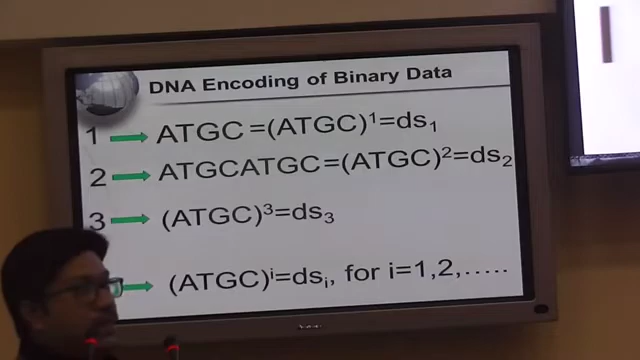 DNA Encoding of Binary Data
1 → ATGC =(ATGC)¹=ds₁
2 → ATGCATGC=(ATGC)²=ds₂
3 → (ATGC)³=ds₃
→ (ATGC)ⁱ=dsᵢ, for i=1,2,.....